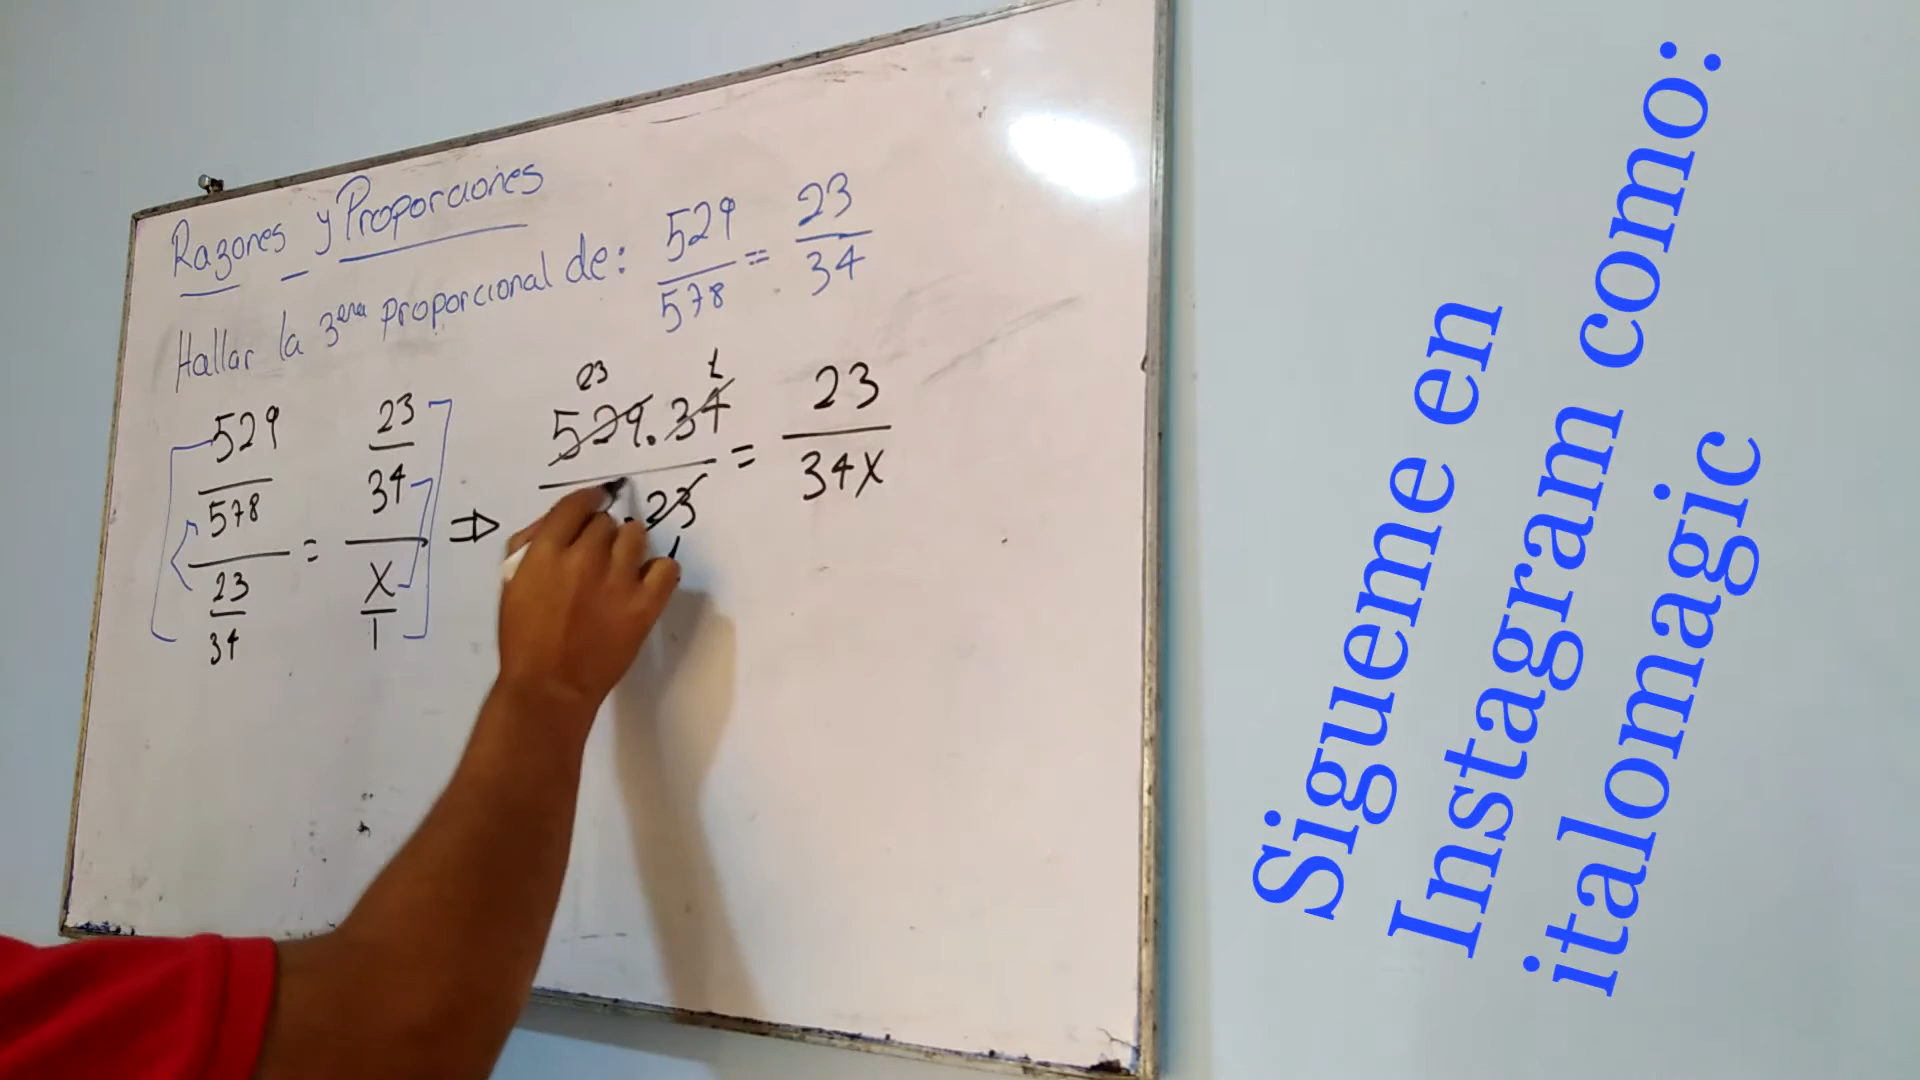 Razones y Proporciones
Hallar la 3era proporcional de: 529/578 = 23/34
529/578 / 23/34 = 23/34 / X/1 ⇒ 529.34 / .23 = 23/34X
23 1
Sigueme en
Instagram como:
italomagic